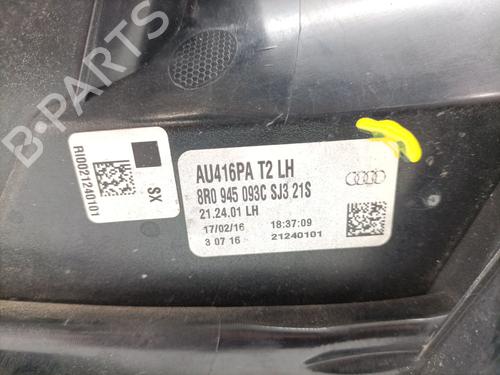 B-PARTS
AI0021240101
SX
AU416PA T2 LH
8R0 945 093C SJ3 21S
21.24.01 LH
17/02/16 18:37:09
3 07 16 21240101